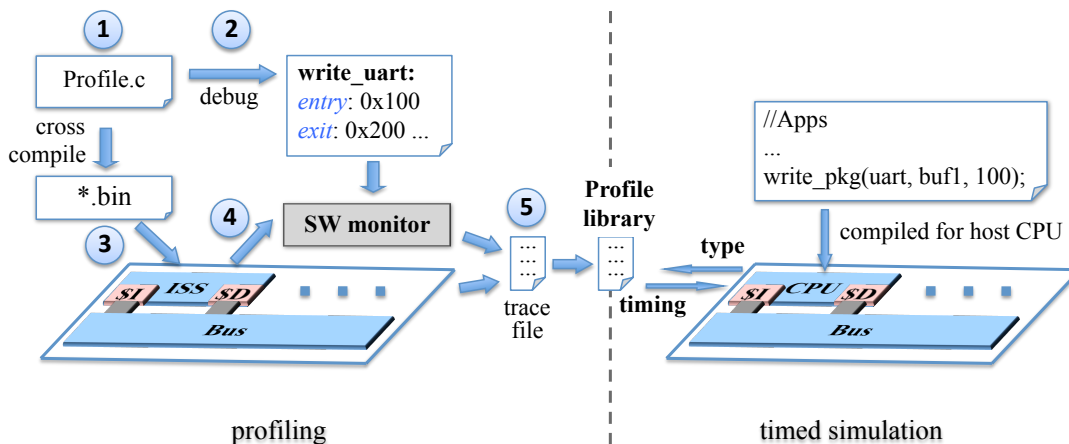 1
2
Profile.c
debug
write_uart:
entry: 0x100
exit: 0x200 ...
cross
compile
*.bin
3
4
SW monitor
5
....
....
....
trace
file
Profile
library
....
....
....
ISS
$I
$D
Bus
profiling
//Apps
...
write_pkg(uart, buf1, 100);
compiled for host CPU
type
timing
CPU
$I
$D
Bus
timed simulation